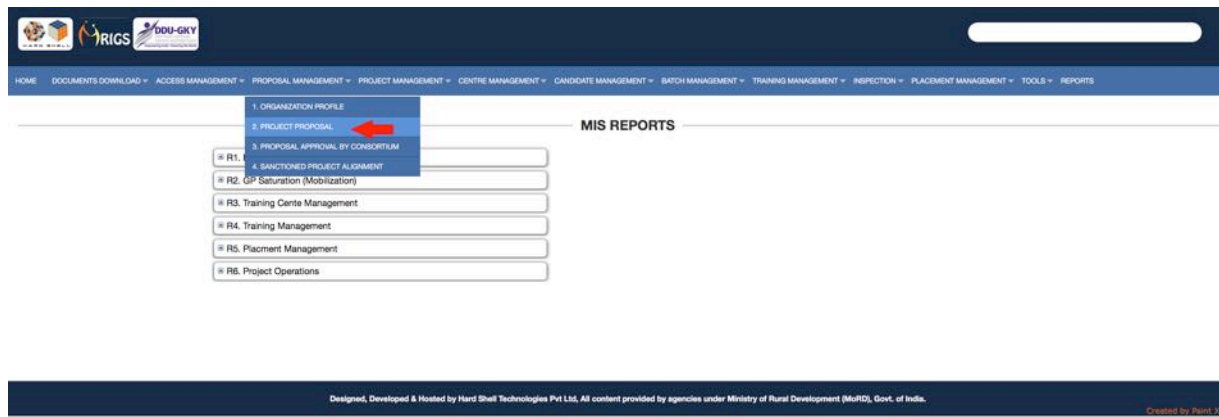 HARD SHELL
MRIGS
DDU-GKY
HOME DOCUMENTS DOWNLOAD ACCESS MANAGEMENT PROPOSAL MANAGEMENT PROJECT MANAGEMENT CENTRE MANAGEMENT CANDIDATE MANAGEMENT BATCH MANAGEMENT TRAINING MANAGEMENT INSPECTION PLACEMENT MANAGEMENT TOOLS REPORTS
1. ORGANIZATION PROFILE
2. PROJECT PROPOSAL
3. PROPOSAL APPROVAL BY CONSORTIUM
4. SANCTIONED PROJECT ALIGNMENT
MIS REPORTS
R1.
R2. GP Saturation (Mobilization)
R3. Training Cente Management
R4. Training Management
R5. Placment Management
R6. Project Operations
Designed, Developed & Hosted by Hard Shell Technologies Pvt Ltd, All content provided by agencies under Ministry of Rural Development (MoRD), Govt. of India.
Created by Paint